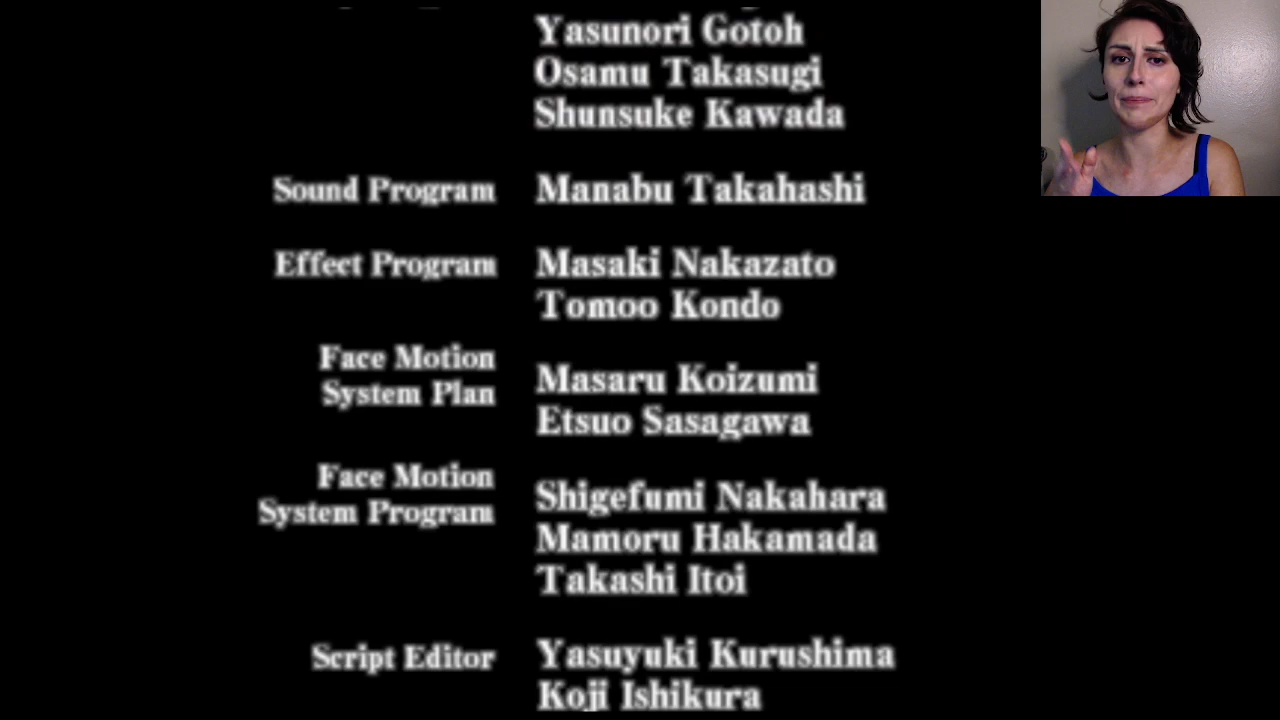 Yasunori Gotoh
Osamu Takasugi
Shunsuke Kawada
Sound Program Manabu Takahashi
Effect Program Masaki Nakazato
Tomoo Kondo
Face Motion
System Plan
Masaru Koizumi
Etsuo Sasagawa
Face Motion
System Program
Shigefumi Nakahara
Mamoru Hakamada
Takashi Itoi
Script Editor Yasuyuki Kurushima
Koji Ishikura